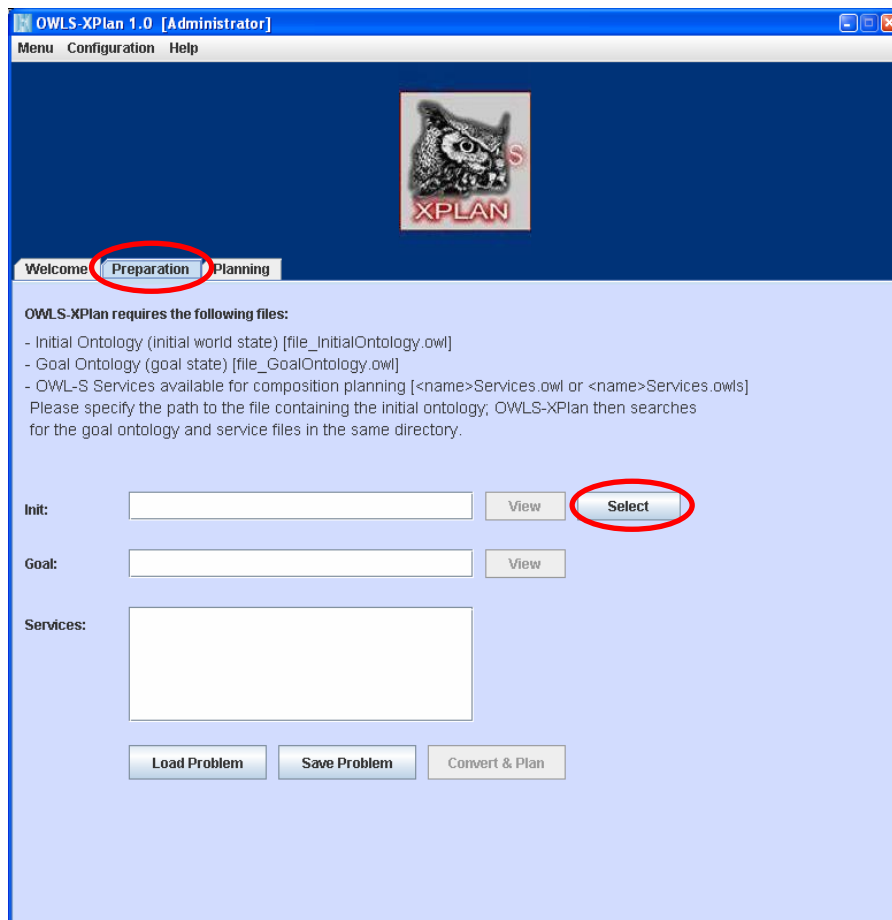 OWLS-XPlan 1.0 [Administrator]
Menu Configuration Help
S
XPLAN
Welcome Preparation Planning
OWLS-XPlan requires the following files:
- Initial Ontology (initial world state) [file_InitialOntology.owl]
- Goal Ontology (goal state) [file_GoalOntology.owl]
- OWL-S Services available for composition planning [<name>Services.owl or <name>Services.owls]
Please specify the path to the file containing the initial ontology; OWLS-XPlan then searches
for the goal ontology and service files in the same directory.
Init: View Select
Goal: View
Services:
Load Problem Save Problem Convert & Plan